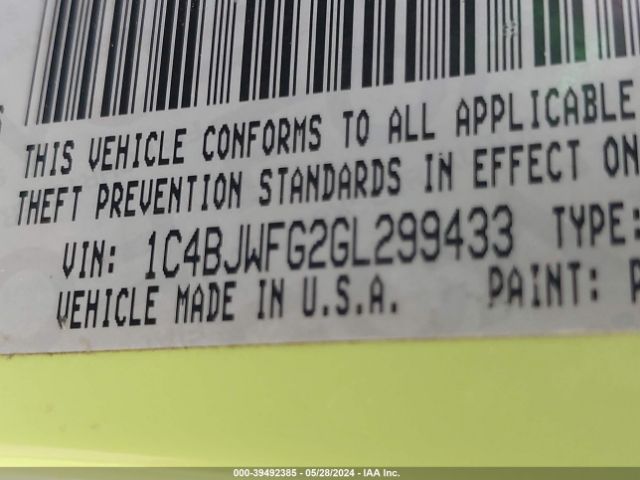 THIS VEHICLE CONFORMS TO ALL APPLICABLE
THEFT PREVENTION STANDARDS IN EFFECT ON
VIN: 1C4BJWFG2GL299433 TYPE:
VEHICLE MADE IN U.S.A. PAINT: P
000-39492385 - 05/28/2024 - IAA Inc.